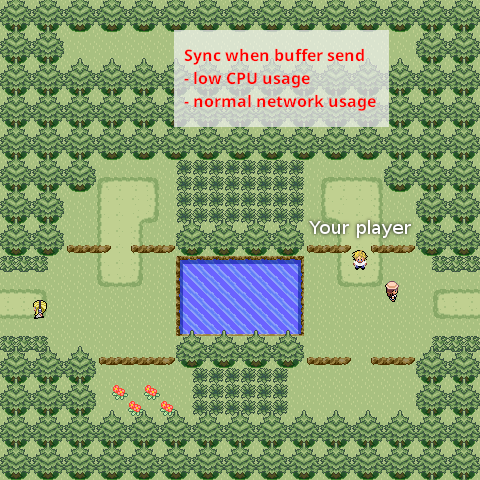 Sync when buffer send
- low CPU usage
- normal network usage
Your player